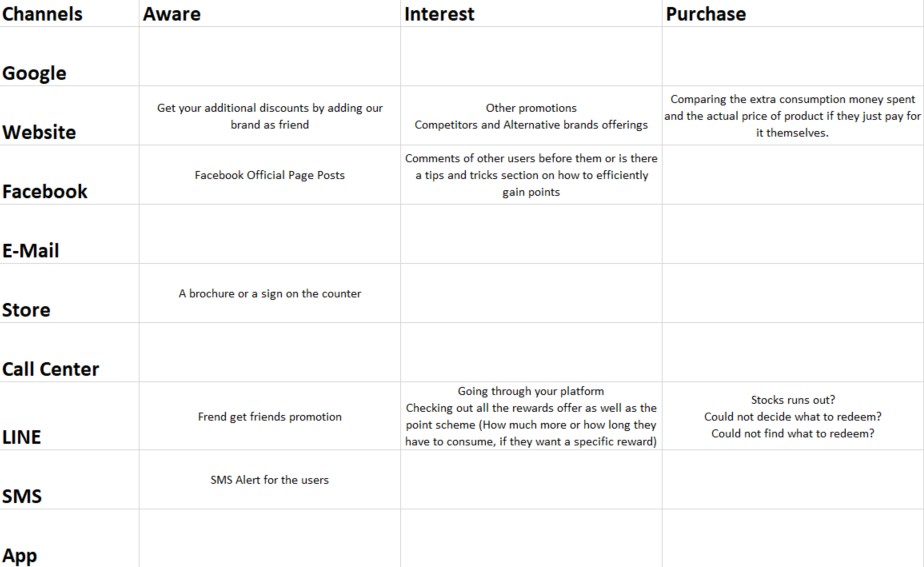 Channels Aware Interest Purchase
Google
Website
Get your additional discounts by adding our
brand as friend
Other promotions
Competitors and Alternative brands offerings
Comparing the extra consumption money spent
and the actual price of product if they just pay for
it themselves.
Facebook
Facebook Official Page Posts
Comments of other users before them or is there
a tips and tricks section on how to efficiently
gain points
E-Mail
Store
A brochure or a sign on the counter
Call Center
LINE
Frend get friends promotion
Going through your platform
Checking out all the rewards offer as well as the
point scheme (How much more or how long they
have to consume, if they want a specific reward)
Stocks runs out?
Could not decide what to redeem?
Could not find what to redeem?
SMS
SMS Alert for the users
App